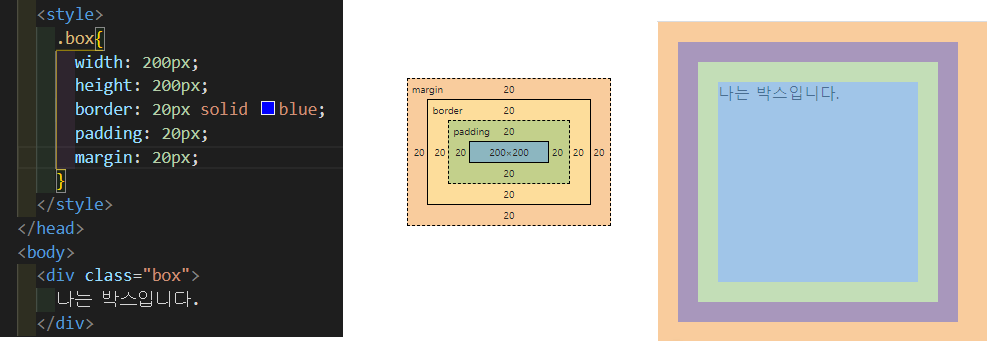 <style>
.box{
width: 200px;
height: 200px;
border: 20px solid blue;
padding: 20px;
margin: 20px;
}
</style>
</head>
<body>
<div class="box">
나는 박스입니다.
</div>
margin 20
border 20
padding 20
20 20 20 200×200 20 20 20
20
20
20
나는 박스입니다.